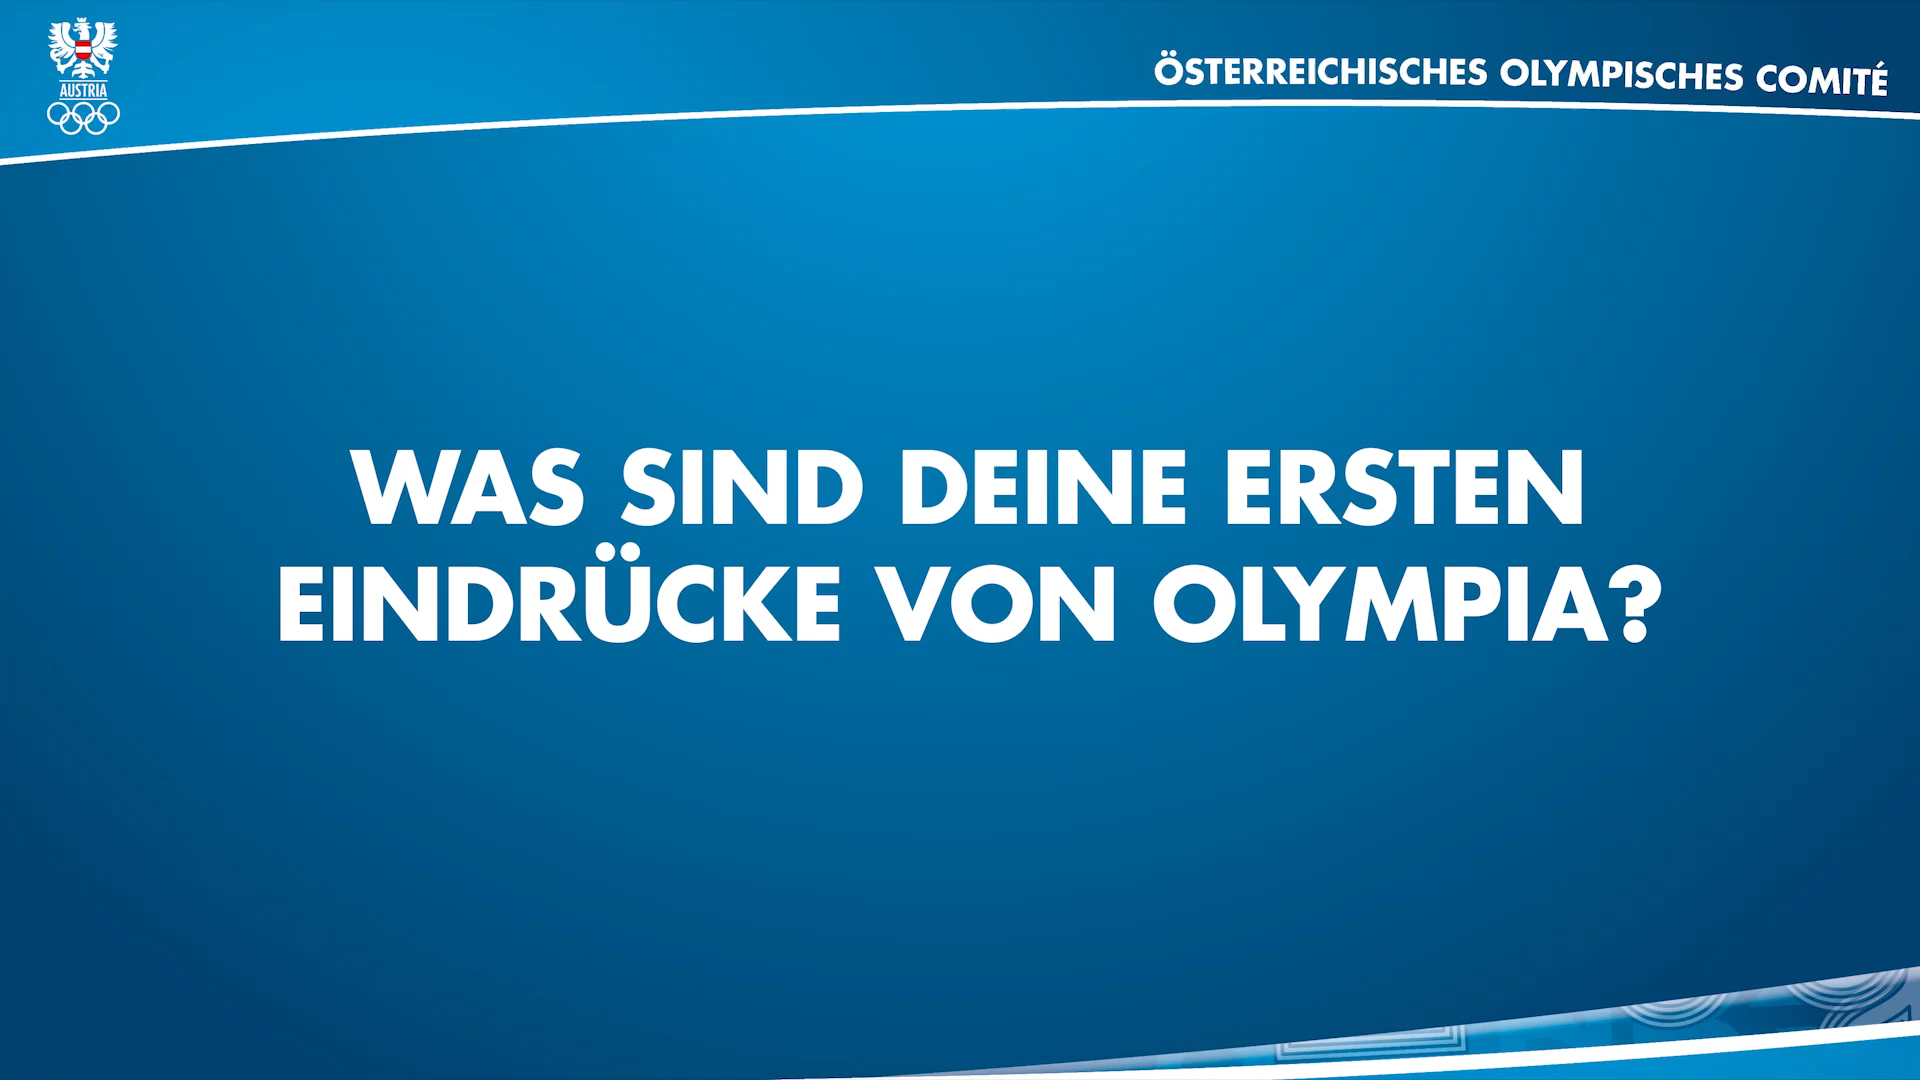 AUSTRIA
ÖSTERREICHISCHES OLYMPISCHES COMITÉ
WAS SIND DEINE ERSTEN
EINDRÜCKE VON OLYMPIA?